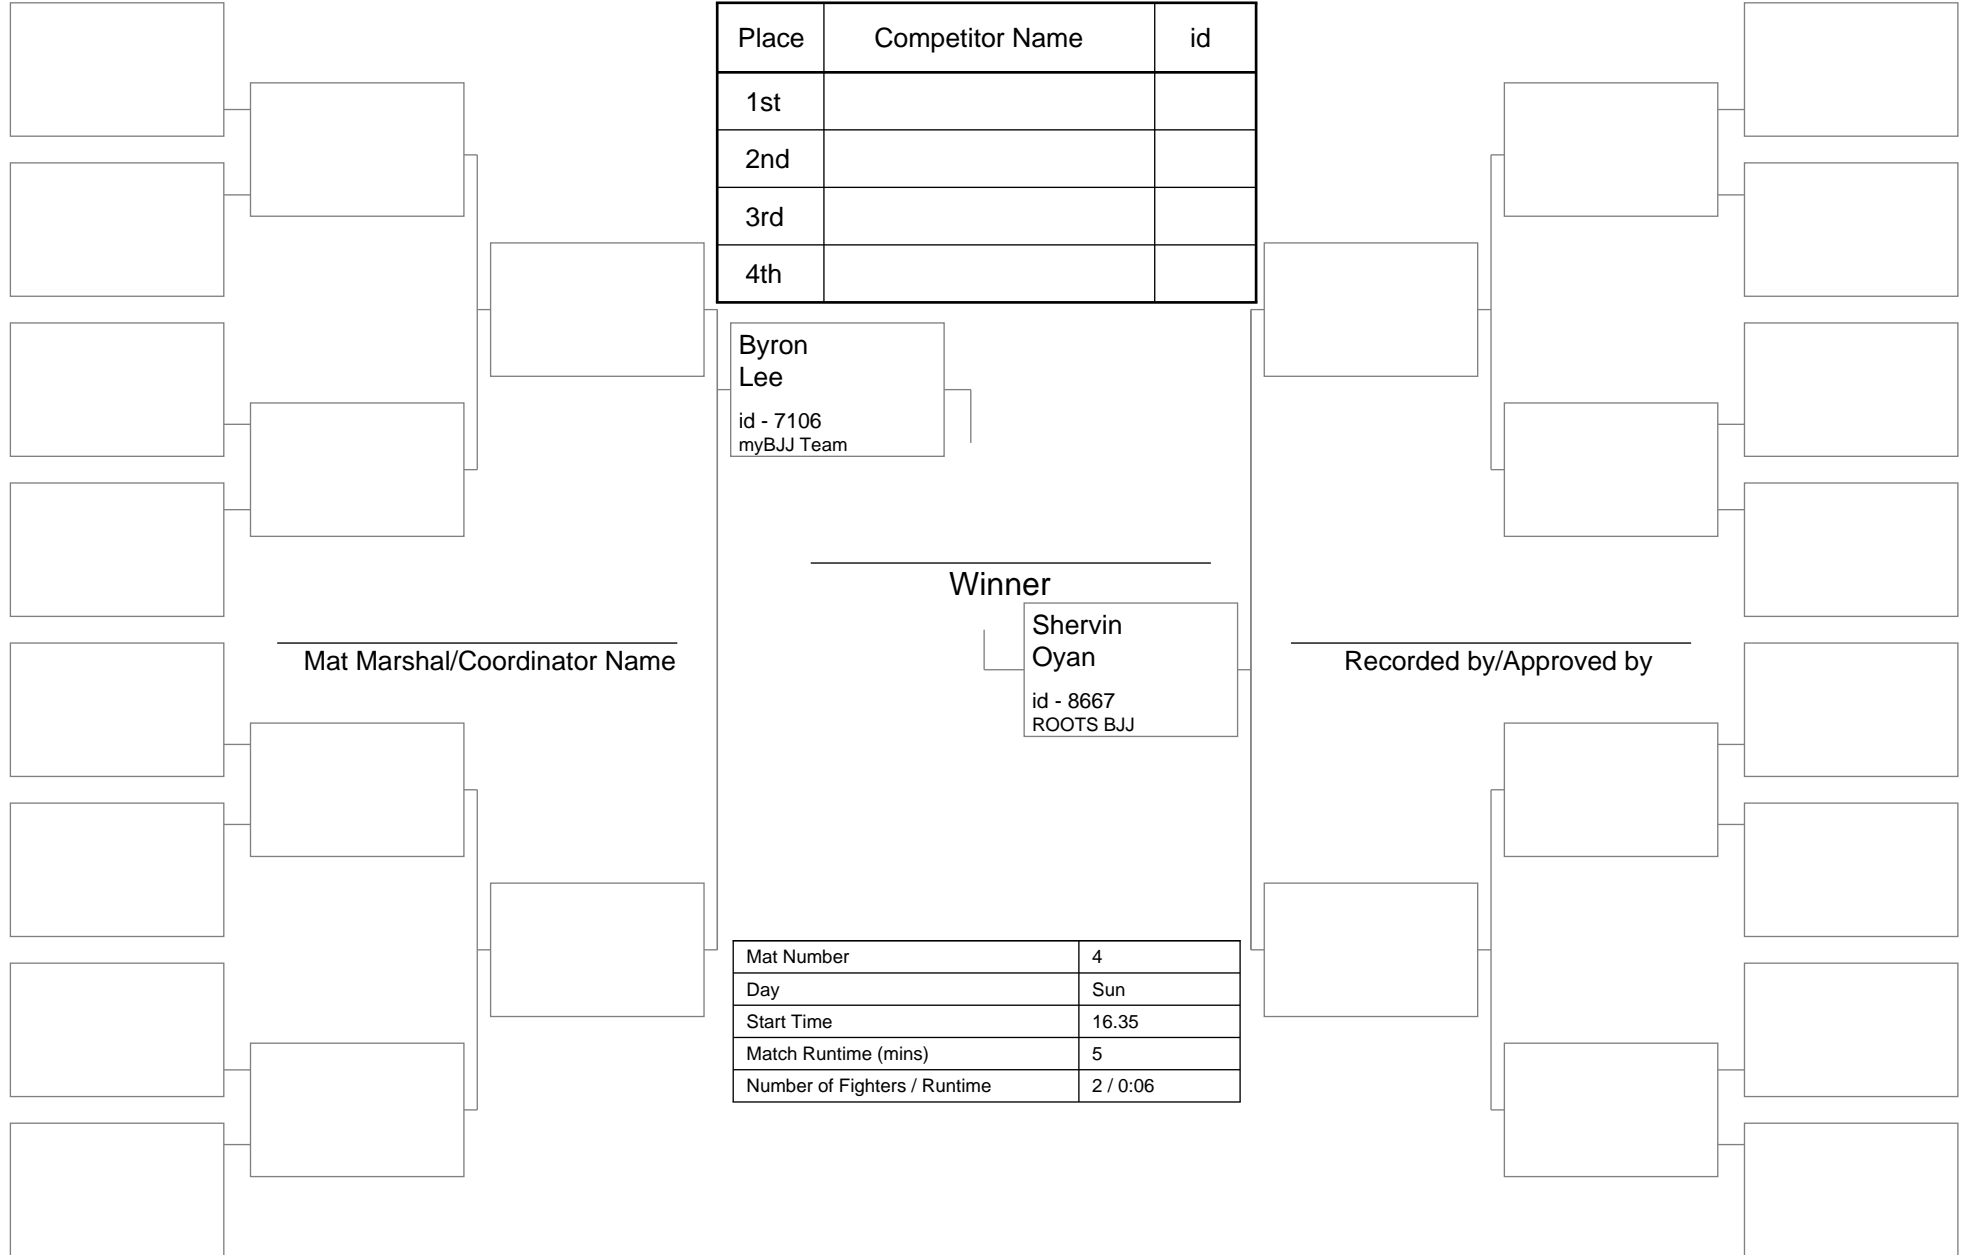 Place Competitor Name id
1st
2nd
3rd
4th
Byron
Lee
id - 7106
myBJJ Team
Winner
Shervin
Oyan
id - 8667
ROOTS BJJ
Mat Marshal/Coordinator Name
Recorded by/Approved by
Mat Number 4
Day Sun
Start Time 16.35
Match Runtime (mins) 5
Number of Fighters / Runtime 2 / 0:06